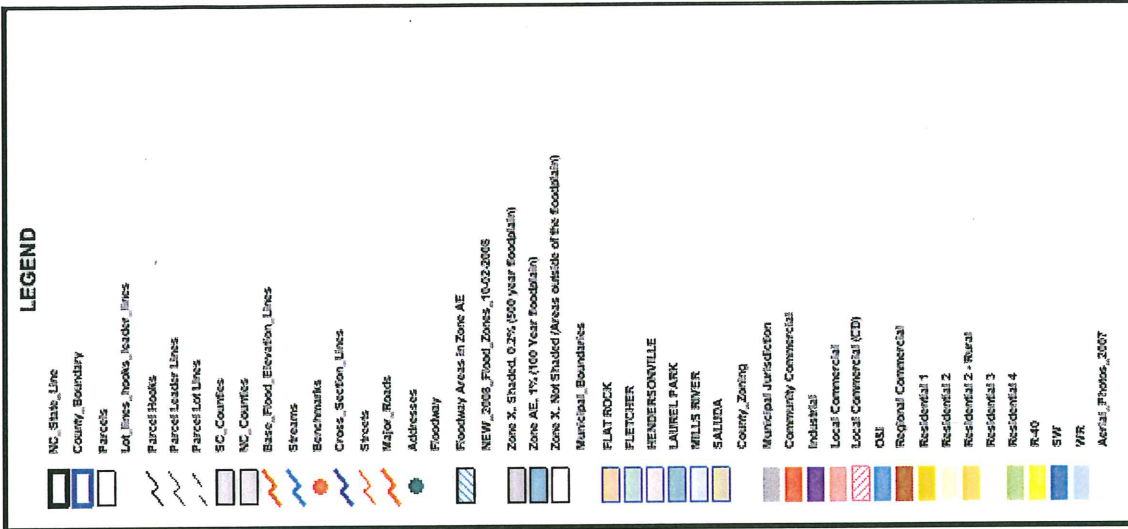 LEGEND
NC_State_Line
County_Boundary
Parcels
Lot_lines_hooks_leader_lines
Parcel Hooks
Parcel Leader Lines
Parcel Lot Lines
SC_Counties
NC_Counties
Base_Flood_Elevation_Lines
Streams
Benchmarks
Cross_Section_Lines
Streets
Major_Roads
Addresses
Floodway
Floodway Areas in Zone AE
NEW_2008_Flood_Zones_10-02-2008
Zone X, Shaded, 0.2% (500 year floodplain)
Zone AE, 1% (100 Year floodplain)
Zone X, Not Shaded (Areas outside of the floodplain)
Municipal_Boundaries
FLAT ROCK
FLETCHER
HENDERSONVILLE
LAUREL PARK
MILLS RIVER
SALUDA
County_Zoning
Municipal Jurisdiction
Community Commercial
Industrial
Local Commercial
Local Commercial (CD)
O&I
Regional Commercial
Residential 1
Residential 2
Residential 2 - Rural
Residential 3
Residential 4
R-40
SW
WR
Aerial_Photos_2007